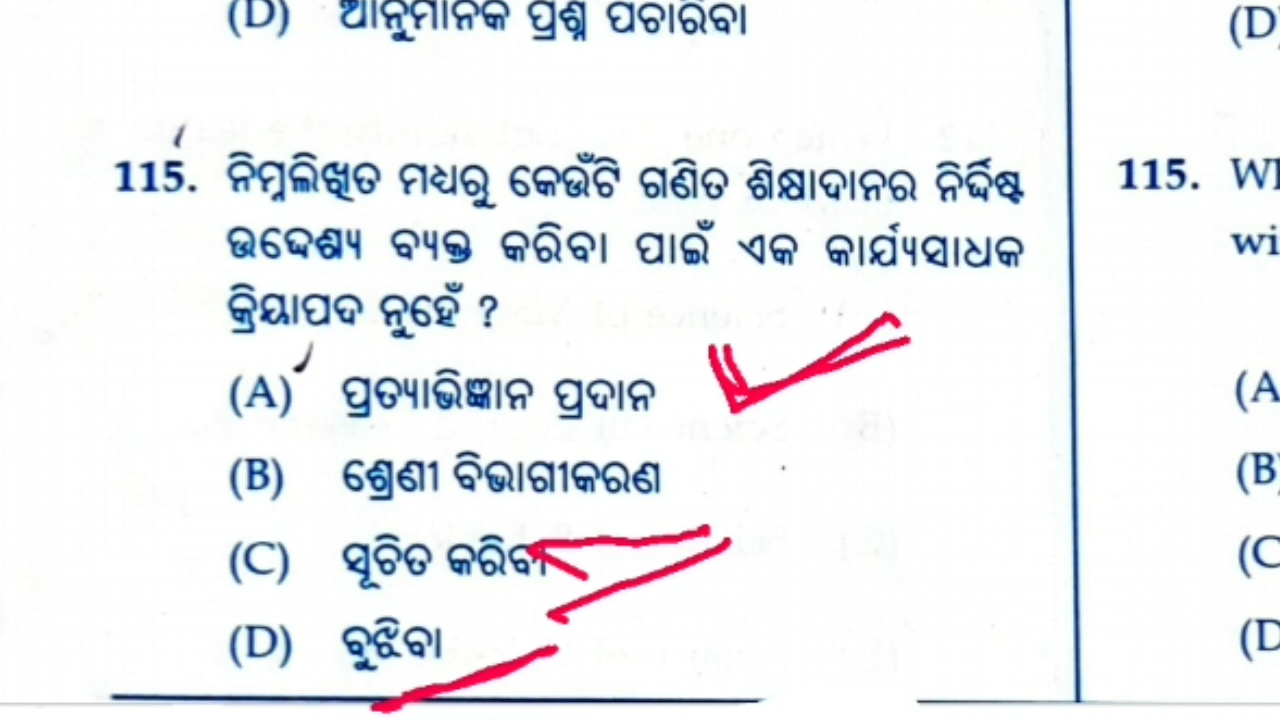 (D) ଆନୁମାନିକ ପ୍ରଶ୍ନ ପଚାରିବା
(D)
115. ନିମ୍ନଲିଖିତ ମଧ୍ୟରୁ କେଉଁଟି ଗଣିତ ଶିକ୍ଷାଦାନର ନିର୍ଦ୍ଦିଷ୍ଟ
ଉଦ୍ଦେଶ୍ୟ ବ୍ୟକ୍ତ କରିବା ପାଇଁ ଏକ କାର୍ଯ୍ୟସାଧକ
କ୍ରିୟାପଦ ନୁହେଁ ?
(A) ପ୍ରତ୍ୟାଭିଜ୍ଞାନ ପ୍ରଦାନ
(B) ଶ୍ରେଣୀ ବିଭାଗୀକରଣ
(C) ସୂଚିତ କରିବା
(D) ବୁଝିବା
115.
(A
(B)
(C
(D